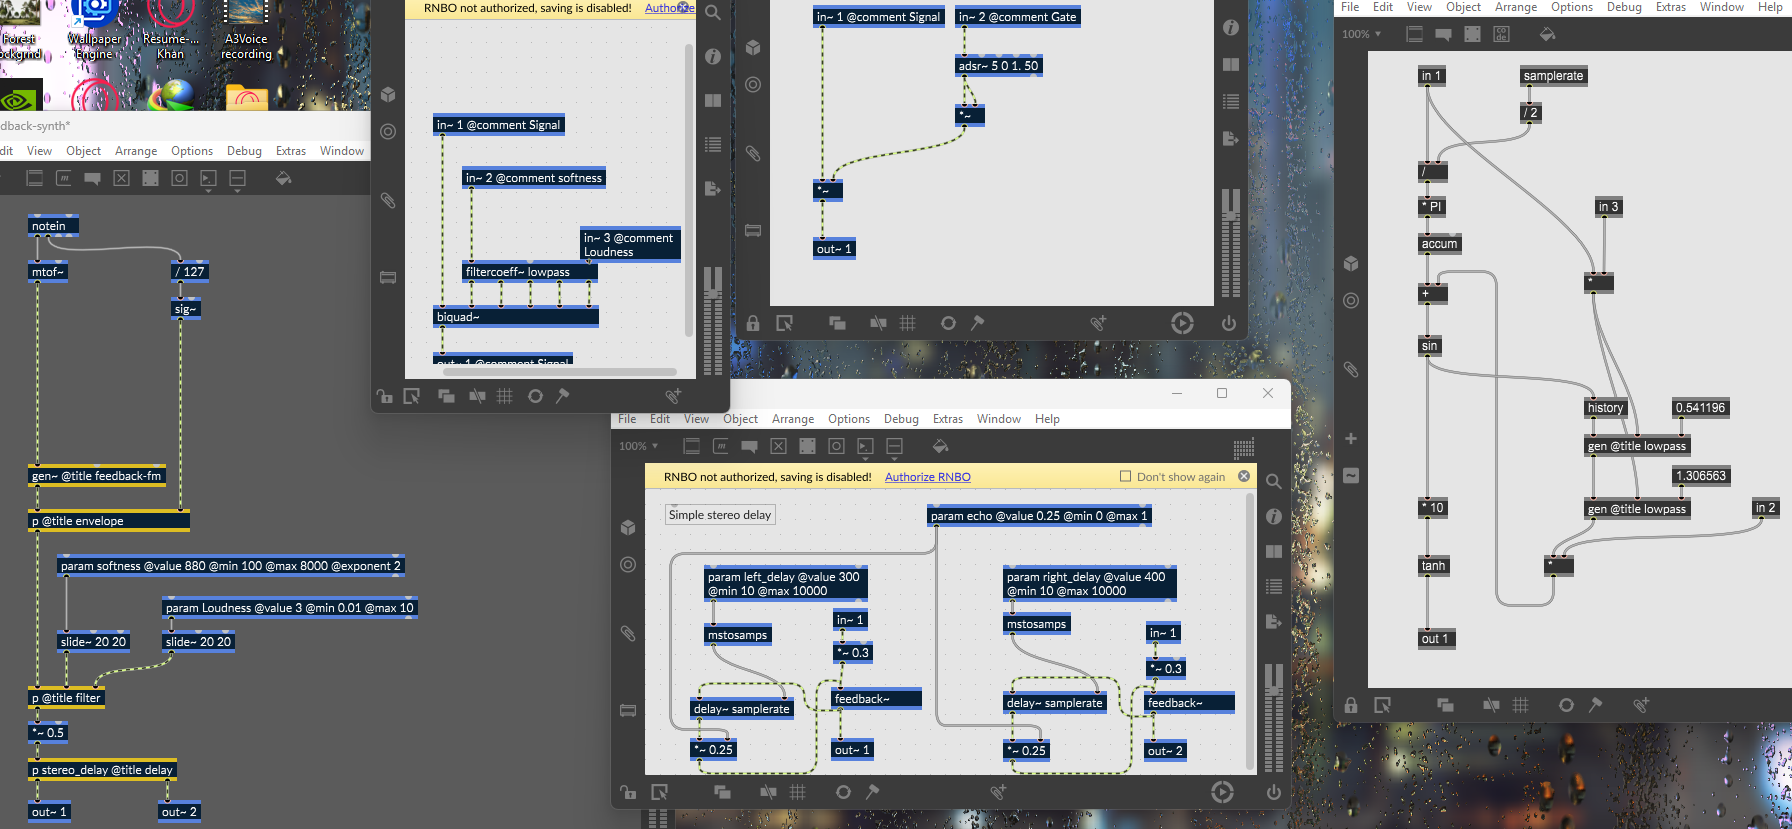 Forest
Wallpaper
Engine
Resume-...
Khan
A3Voice
recording
dback-synth*
dit View Object Arrange Options Debug Extras Window
notein
mtof~
/ 127
sig~
gen~ @title feedback-fm
p @title envelope
param softness @value 880 @min 100 @max 8000 @exponent 2
param Loudness @value 3 @min 0.01 @max 10
slide~ 20 20
slide~ 20 20
p @title filter
*~ 0.5
p stereo_delay @title delay
out~ 1
out~ 2
RNBO not authorized, saving is disabled!
in~ 1 @comment Signal
in~ 2 @comment softness
in~ 3 @comment
Loudness
filtercoeff~ lowpass
biquad~
out~ 1 @comment Signal
in~ 1 @comment Signal
in~ 2 @comment Gate
adsr~ 5 0 1. 50
*~
*~
out~ 1
File Edit View Object Arrange Options Debug Extras Window Help
100%
RNBO not authorized, saving is disabled! Authorize RNBO Don't show again
Simple stereo delay
param echo @value 0.25 @min 0 @max 1
param left_delay @value 300
@min 10 @max 10000
mstosamps
in~ 1
*~ 0.3
feedback~
delay~ samplerate
*~ 0.25
out~ 1
param right_delay @value 400
@min 10 @max 10000
mstosamps
in~ 1
*~ 0.3
feedback~
delay~ samplerate
*~ 0.25
out~ 2
File Edit View Object Arrange Options Debug Extras Window Help
100%
in 1
samplerate
/ 2
/
* PI
in 3
accum
*
+
sin
history
0.541196
gen @title lowpass
1.306563
gen @title lowpass
in 2
* 10
*
tanh
out 1